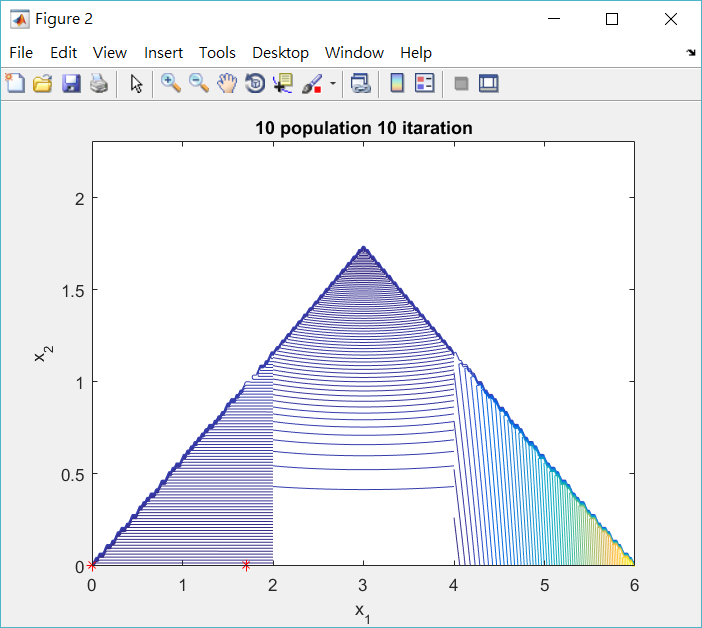 Figure 2
File Edit View Insert Tools Desktop Window Help
10 population 10 itaration
2
1.5
1
0.5
0
x2
0 1 2 3 4 5 6
x1